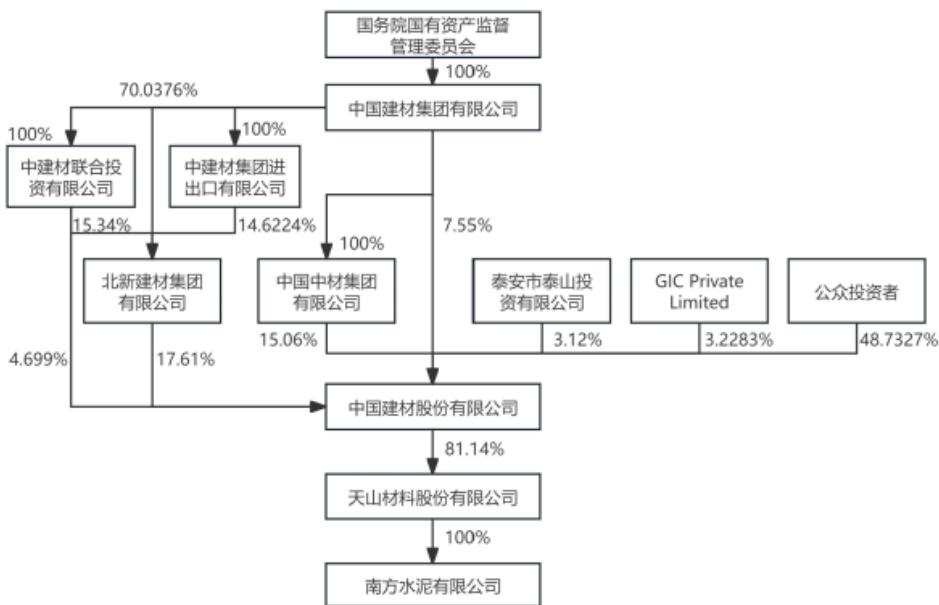 国务院国有资产监督
管理委员会
100%
70.0376%
中国建材集团有限公司
100%
100%
中建材联合投
资有限公司
中建材集团进
出口有限公司
15.34%
14.6224%
7.55%
100%
北新建材集团
有限公司
中国中材集团
有限公司
泰安市泰山投
资有限公司
GIC Private
Limited
公众投资者
4.699%
17.61%
15.06%
3.12%
3.2283%
48.7327%
中国建材股份有限公司
81.14%
天山材料股份有限公司
100%
南方水泥有限公司